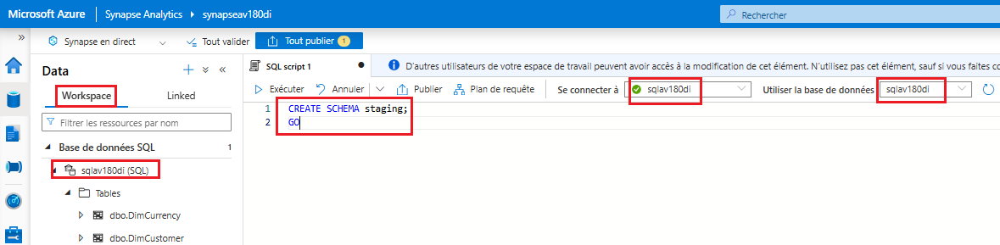 Microsoft Azure Synapse Analytics synapseav180di Rechercher
Synapse en direct Tout valider Tout publier 1
Data
Workspace Linked
Filtrer les ressources par nom
Base de données SQL 1
sqlav180di (SQL)
Tables
dbo.DimCurrency
dbo.DimCustomer
SQL script 1
D'autres utilisateurs de votre espace de travail peuvent avoir accès à la modification de cet élément. N'utilisez pas cet élément, sauf si vous faites co
Exécuter Annuler Publier Plan de requête Se connecter à sqlav180di Utiliser la base de données sqlav180di
1 CREATE SCHEMA staging;
2 GO